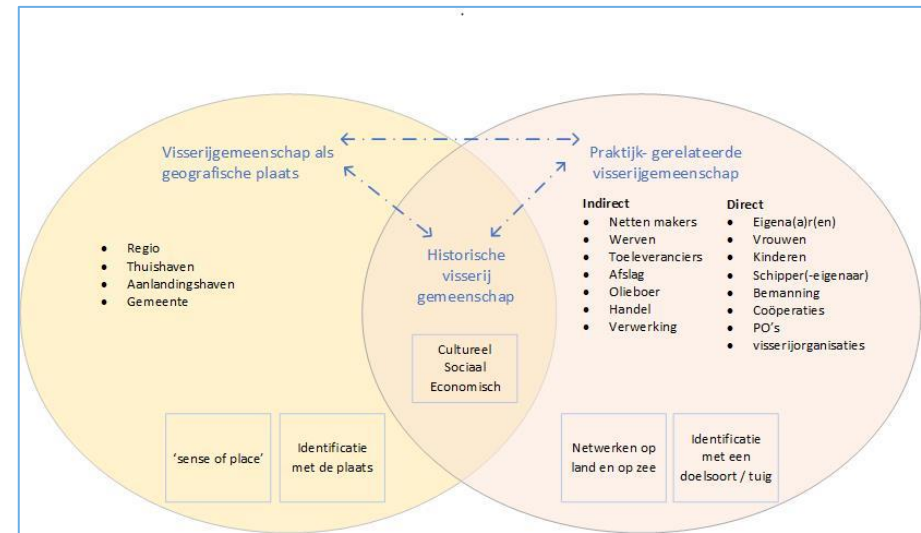 Visserijgemeenschap als
geografische plaats
Regio
Thuishaven
Aanlandingshaven
Gemeente
'sense of place'
Identificatie
met de plaats
Historische
visserij
gemeenschap
Cultureel
Sociaal
Economisch
Praktijk- gerelateerde
visserijgemeenschap
Indirect
Netten makers
Werven
Toeleveranciers
Afslag
Olieboer
Handel
Verwerking
Direct
Eigena(a)r(en)
Vrouwen
Kinderen
Schipper(-eigenaar)
Bemanning
Coöperaties
PO's
visserijorganisaties
Netwerken op
land en op zee
Identificatie
met een
doelsoort / tuig